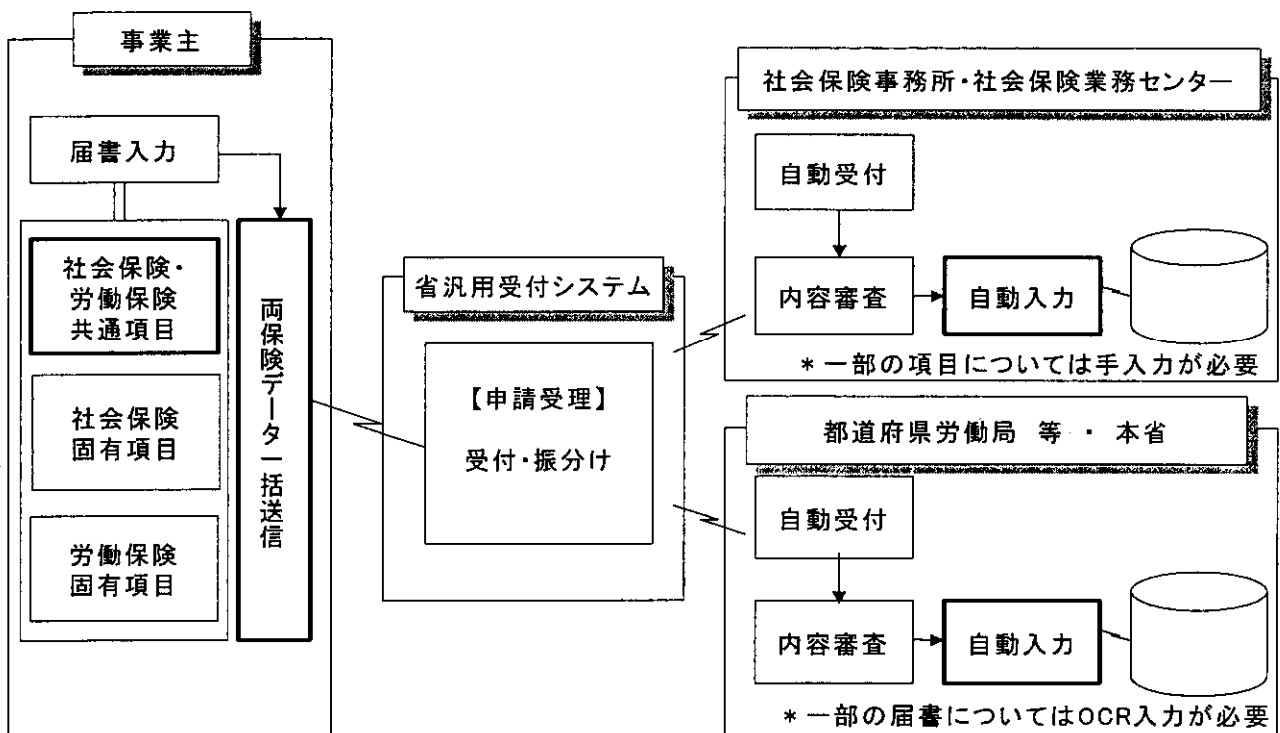 事業主
届書入力
社会保険・
労働保険
共通項目
社会保険
固有項目
労働保険
固有項目
両保険データ一括送信
省汎用受付システム
【申請受理】
受付・振分け
社会保険事務所・社会保険業務センター
自動受付
内容審査
自動入力
*一部の項目については手入力が必要
都道府県労働局 等 ・ 本省
自動受付
内容審査
自動入力
*一部の届書についてはOCR入力が必要